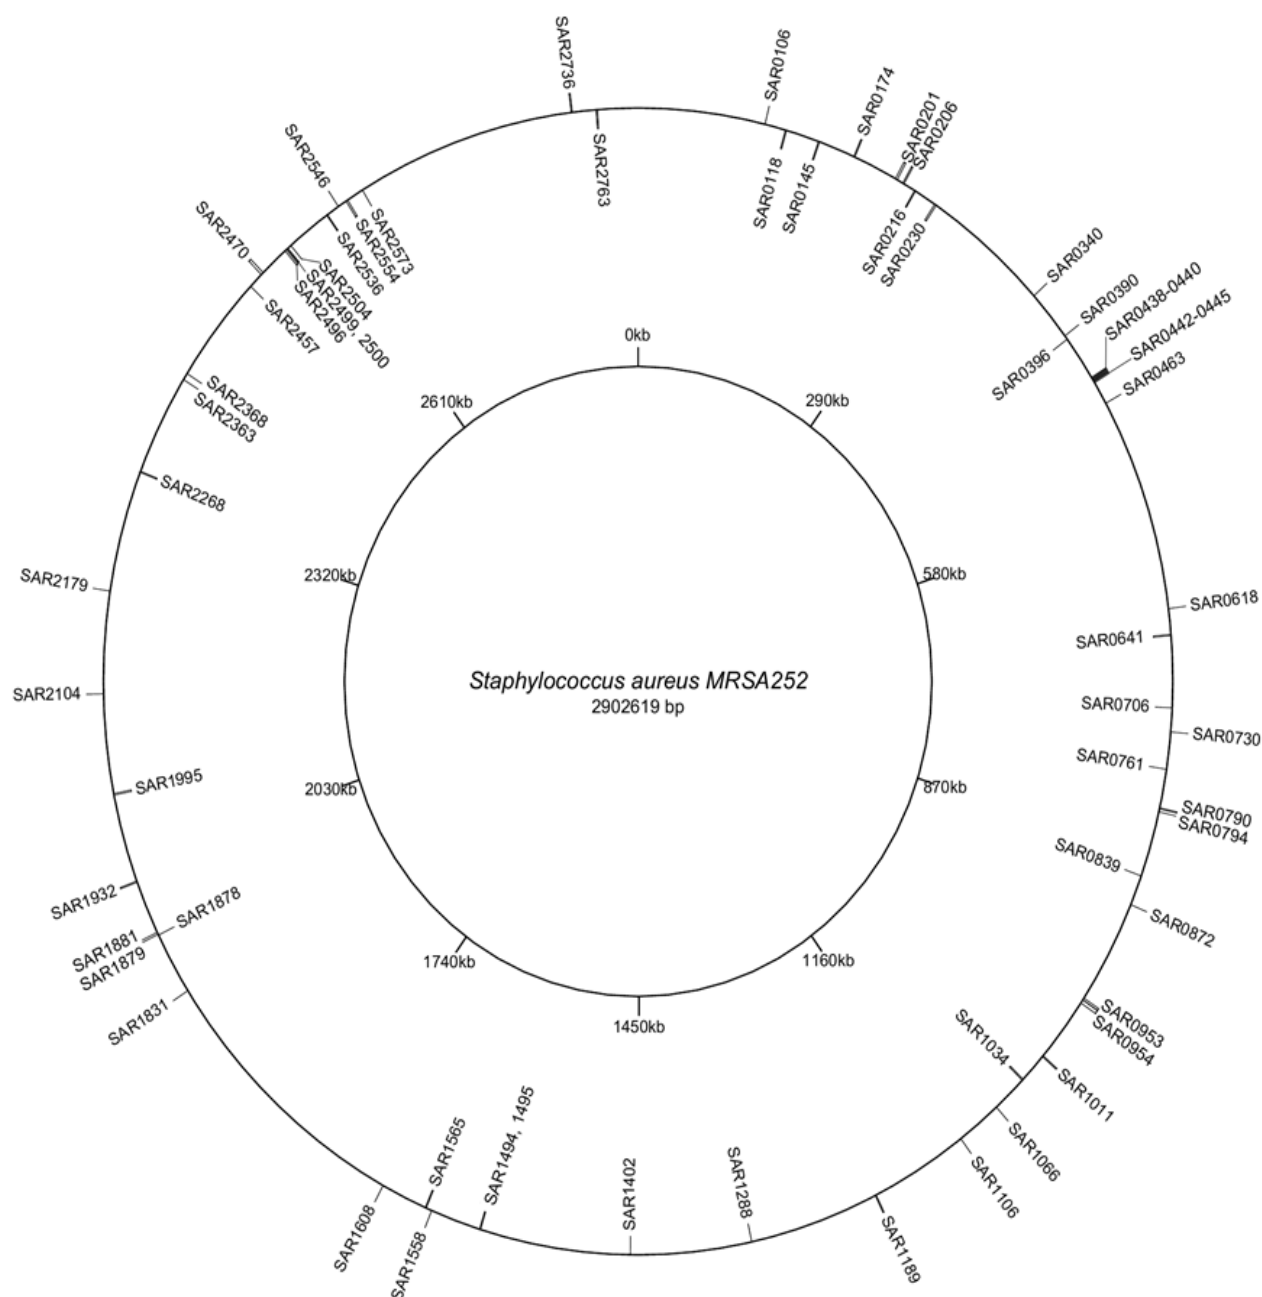 SAR2736
SAR2763
SAR0106
SAR0118
SAR0145
SAR0174
SAR0201
SAR0206
SAR0216
SAR0230
SAR0340
SAR0390
SAR0396
SAR0438-0440
SAR0442-0445
SAR0463
SAR0618
SAR0641
SAR0706
SAR0730
SAR0761
SAR0790
SAR0794
SAR0839
SAR0872
SAR0953
SAR0954
SAR1011
SAR1034
SAR1066
SAR1106
SAR1189
SAR1288
SAR1402
SAR1494, 1495
SAR1565
SAR1558
SAR1608
SAR1831
SAR1878
SAR1879
SAR1881
SAR1932
SAR1995
SAR2104
SAR2179
SAR2268
SAR2363
SAR2368
SAR2457
SAR2470
SAR2496
SAR2499, 2500
SAR2504
SAR2536
SAR2546
SAR2554
SAR2573
0kb
290kb
580kb
870kb
1160kb
1450kb
1740kb
2030kb
2320kb
2610kb
Staphylococcus aureus MRSA252
2902619 bp